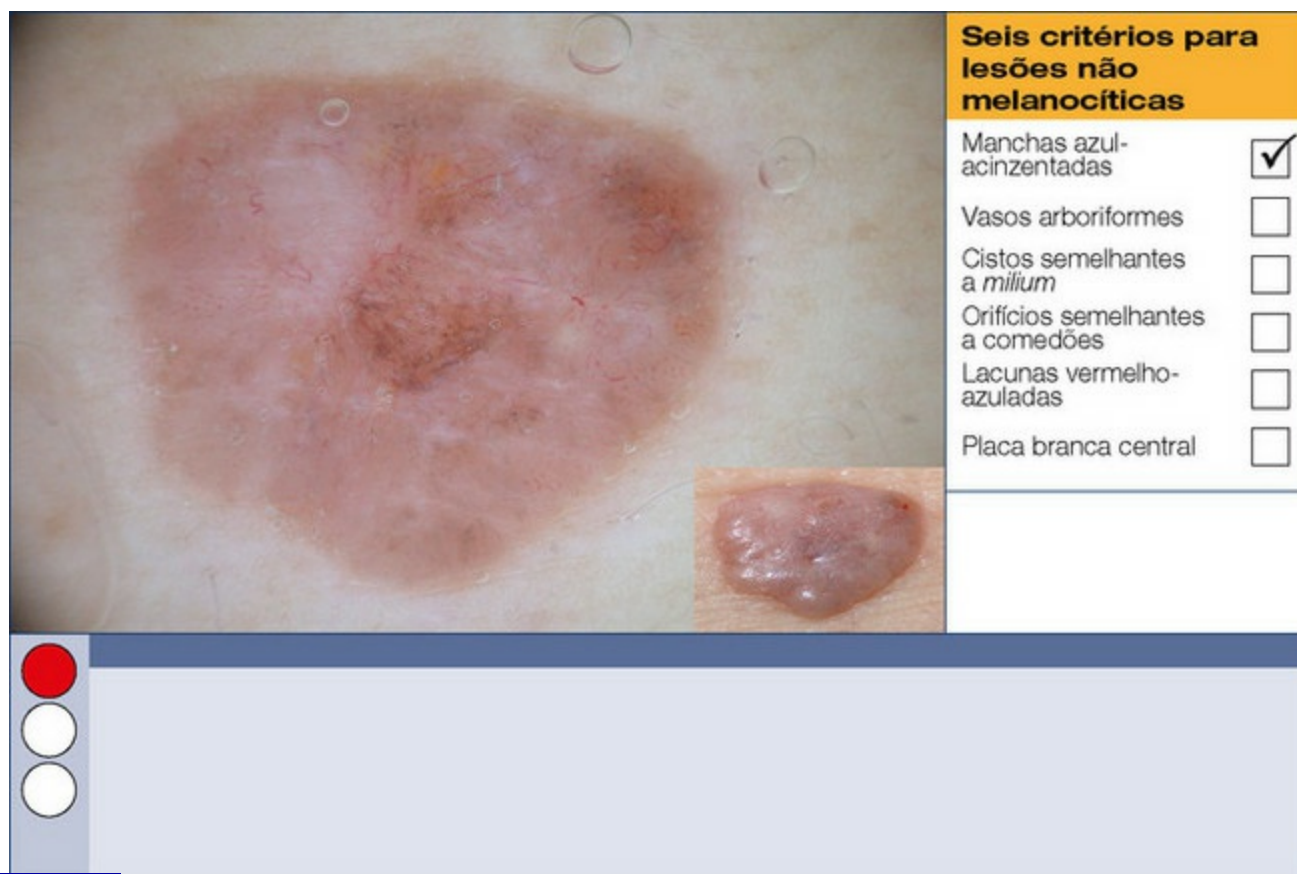 Seis critérios para
lesões não
melanocíticas
Manchas azul-
acinzentadas
Vasos arboriformes
Cistos semelhantes
a milium
Orifícios semelhantes
a comedões
Lacunas vermelho-
azuladas
Placa branca central